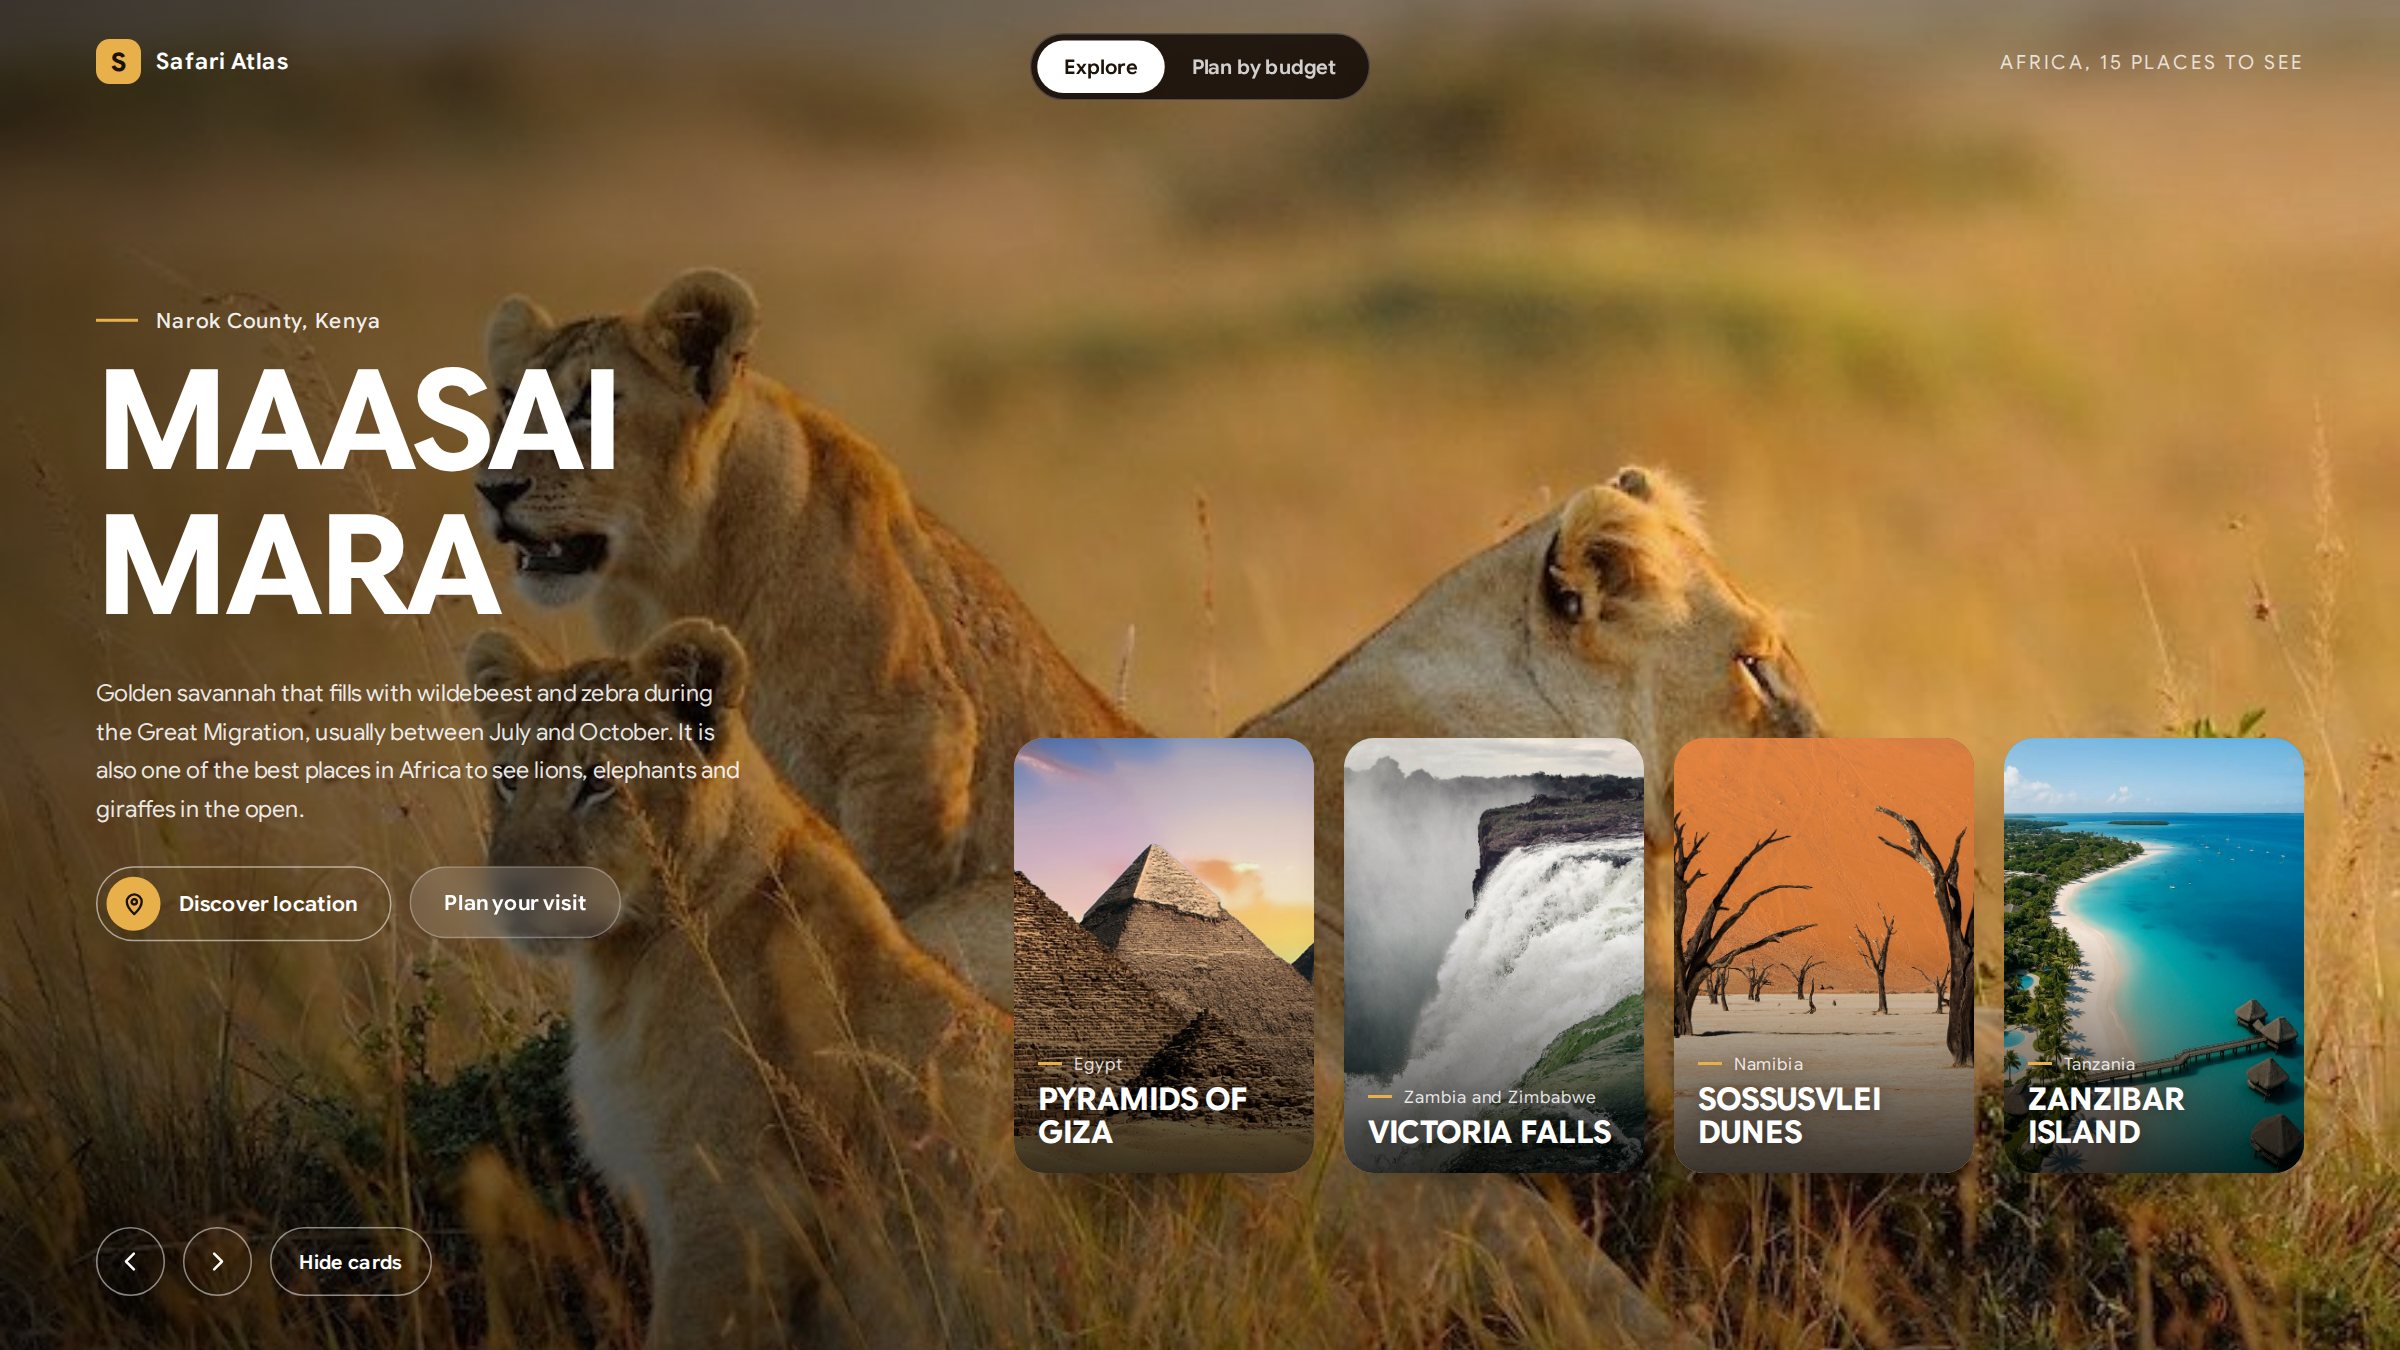 S Safari Atlas
Explore
Plan by budget
AFRICA, 15 PLACES TO SEE
Narok County, Kenya
MAASAI
MARA
Golden savannah that fills with wildebeest and zebra during
the Great Migration, usually between July and October. It is
also one of the best places in Africa to see lions, elephants and
giraffes in the open.
Discover location
Plan your visit
Egypt
PYRAMIDS OF
GIZA
Zambia and Zimbabwe
VICTORIA FALLS
Namibia
SOSSUSVLEI
DUNES
Tanzania
ZANZIBAR
ISLAND
Hide cards